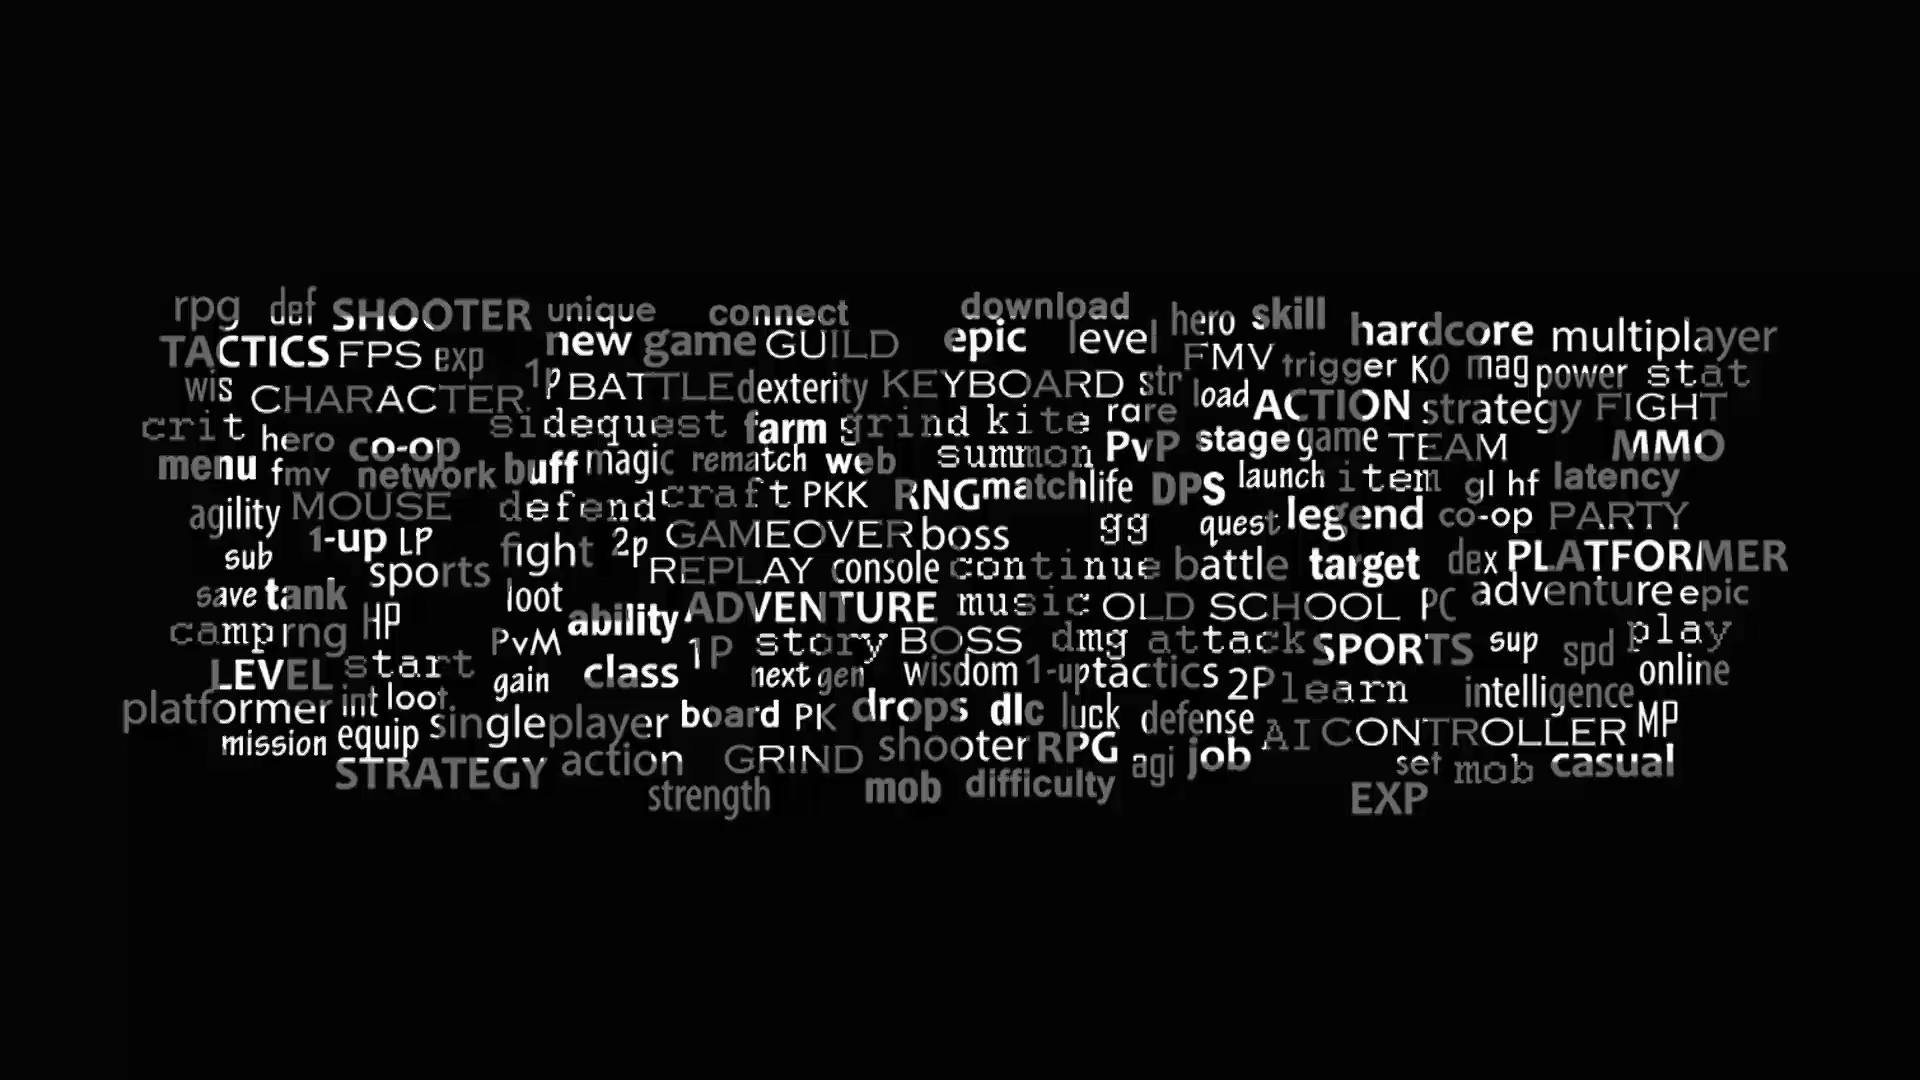 rpg def SHOOTER unique connect download hero skill
TACTICS FPS exp new game GUILD epic level FMV hardcore multiplayer
wis CHARACTER 1P BATTLE dexterity KEYBOARD str trigger KO mag power stat
crit hero co-op sidequest farm grind kite rare load ACTION strategy FIGHT
menu fmv network buff magic rematch web summon PvP stage game TEAM MMO
agility MOUSE defend craft PKK RNG match life DPS launch item gl hf latency
sub 1-up LP fight 2p GAMEOVER boss gg quest legend co-op PARTY
sports REPLAY console continue battle target dex PLATFORMER
save tank HP loot ability ADVENTURE music OLD SCHOOL PC adventure epic
camp rng PvM 1P story BOSS dmg attack SPORTS sup spd play
LEVEL start gain class next gen wisdom 1-up tactics 2P learn intelligence online
platformer int loot singleplayer board PK drops dlc luck defense AI CONTROLLER MP
mission equip action GRIND shooter RPG agi job set mob casual
STRATEGY strength mob difficulty EXP